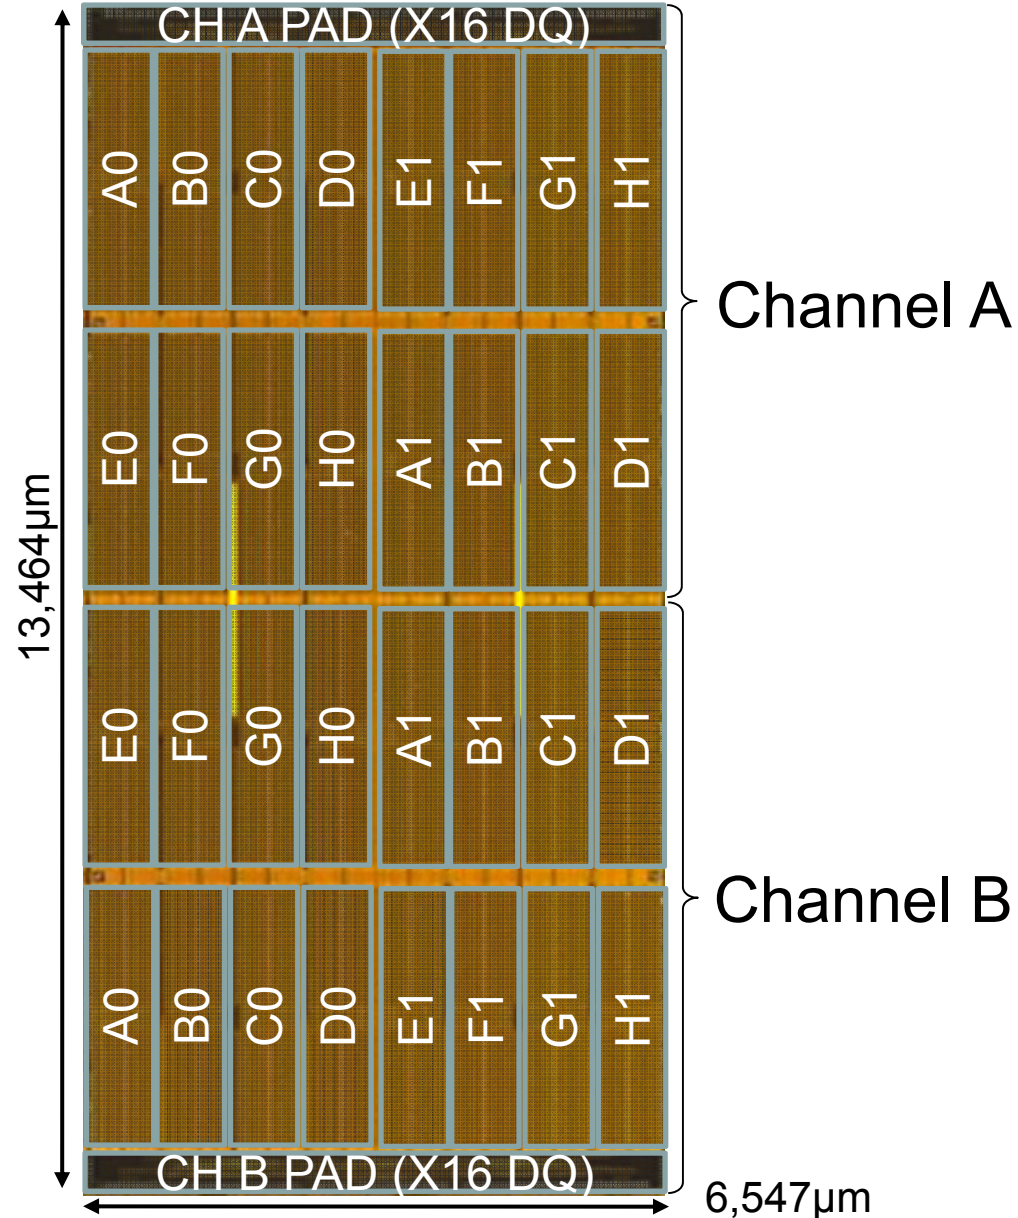 CH A PAD (X16 DQ)
A0 B0 C0 D0 E1 F1 G1 H1
Channel A
E0 F0 G0 H0 A1 B1 C1 D1
13,464µm
E0 F0 G0 H0 A1 B1 C1 D1
Channel B
A0 B0 C0 D0 E1 F1 G1 H1
CH B PAD (X16 DQ)
6,547µm